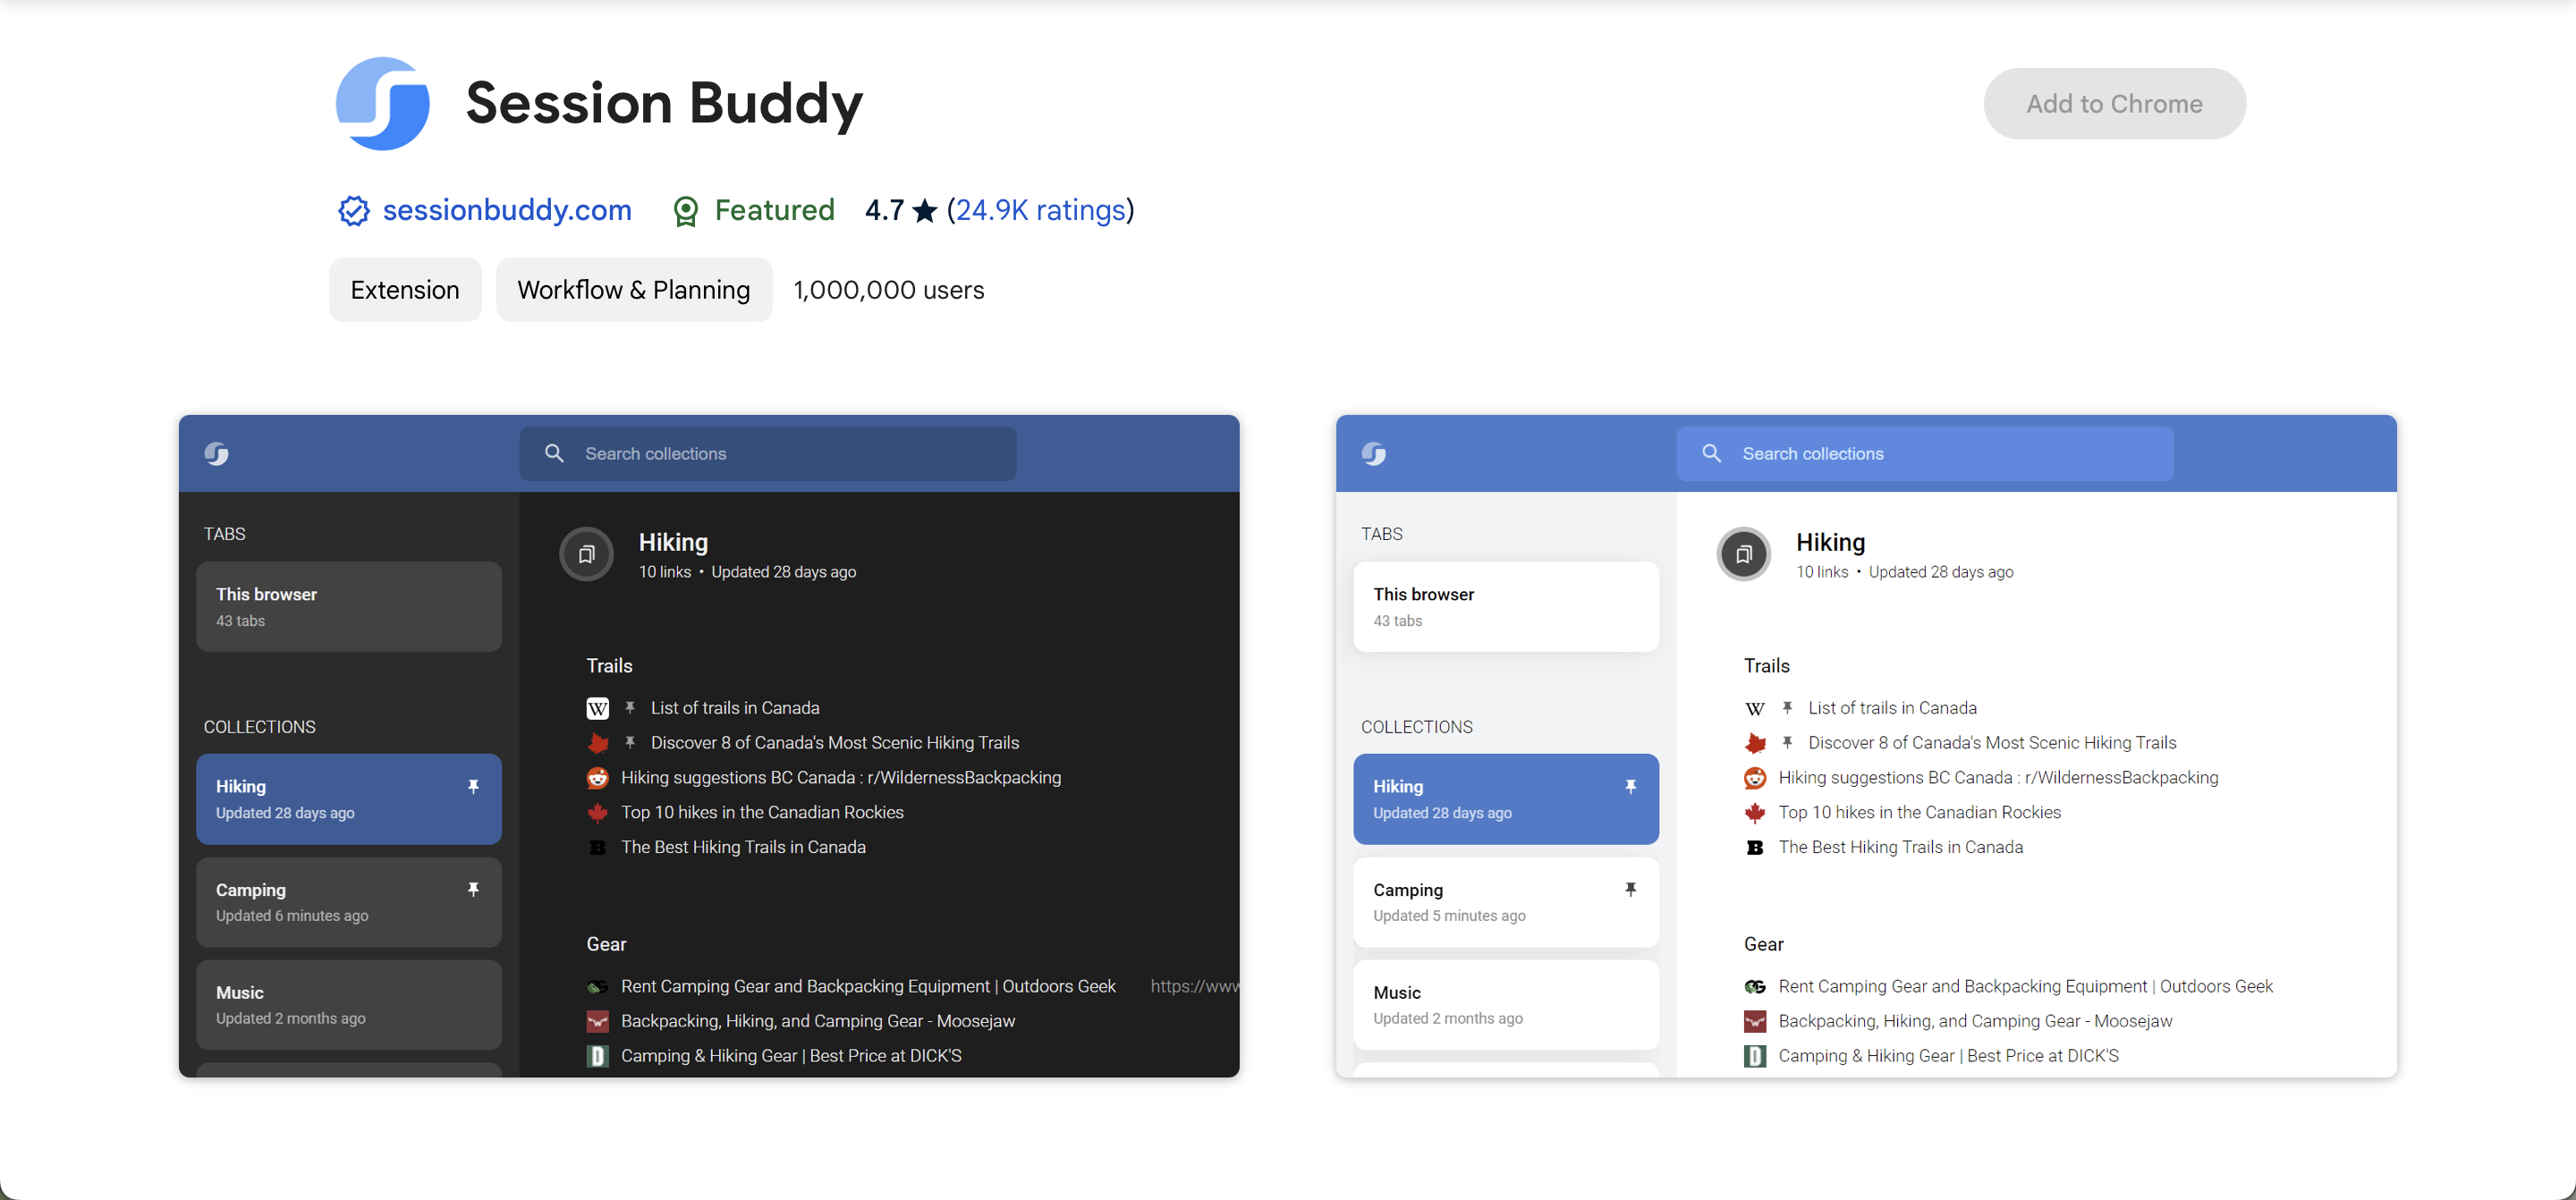 Session Buddy
Add to Chrome
sessionbuddy.com Featured 4.7 ★ (24.9K ratings)
Extension Workflow & Planning 1,000,000 users
Search collections
TABS
This browser
43 tabs
COLLECTIONS
Hiking
Updated 28 days ago
Camping
Updated 6 minutes ago
Music
Updated 2 months ago
Hiking
10 links • Updated 28 days ago
Trails
W List of trails in Canada
Discover 8 of Canada's Most Scenic Hiking Trails
Hiking suggestions BC Canada : r/WildernessBackpacking
Top 10 hikes in the Canadian Rockies
B The Best Hiking Trails in Canada
Gear
Rent Camping Gear and Backpacking Equipment | Outdoors Geek https://www
Backpacking, Hiking, and Camping Gear - Moosejaw
D Camping & Hiking Gear | Best Price at DICK'S
Search collections
TABS
This browser
43 tabs
COLLECTIONS
Hiking
Updated 28 days ago
Camping
Updated 5 minutes ago
Music
Updated 2 months ago
Hiking
10 links • Updated 28 days ago
Trails
W List of trails in Canada
Discover 8 of Canada's Most Scenic Hiking Trails
Hiking suggestions BC Canada : r/WildernessBackpacking
Top 10 hikes in the Canadian Rockies
B The Best Hiking Trails in Canada
Gear
Rent Camping Gear and Backpacking Equipment | Outdoors Geek
Backpacking, Hiking, and Camping Gear - Moosejaw
D Camping & Hiking Gear | Best Price at DICK'S